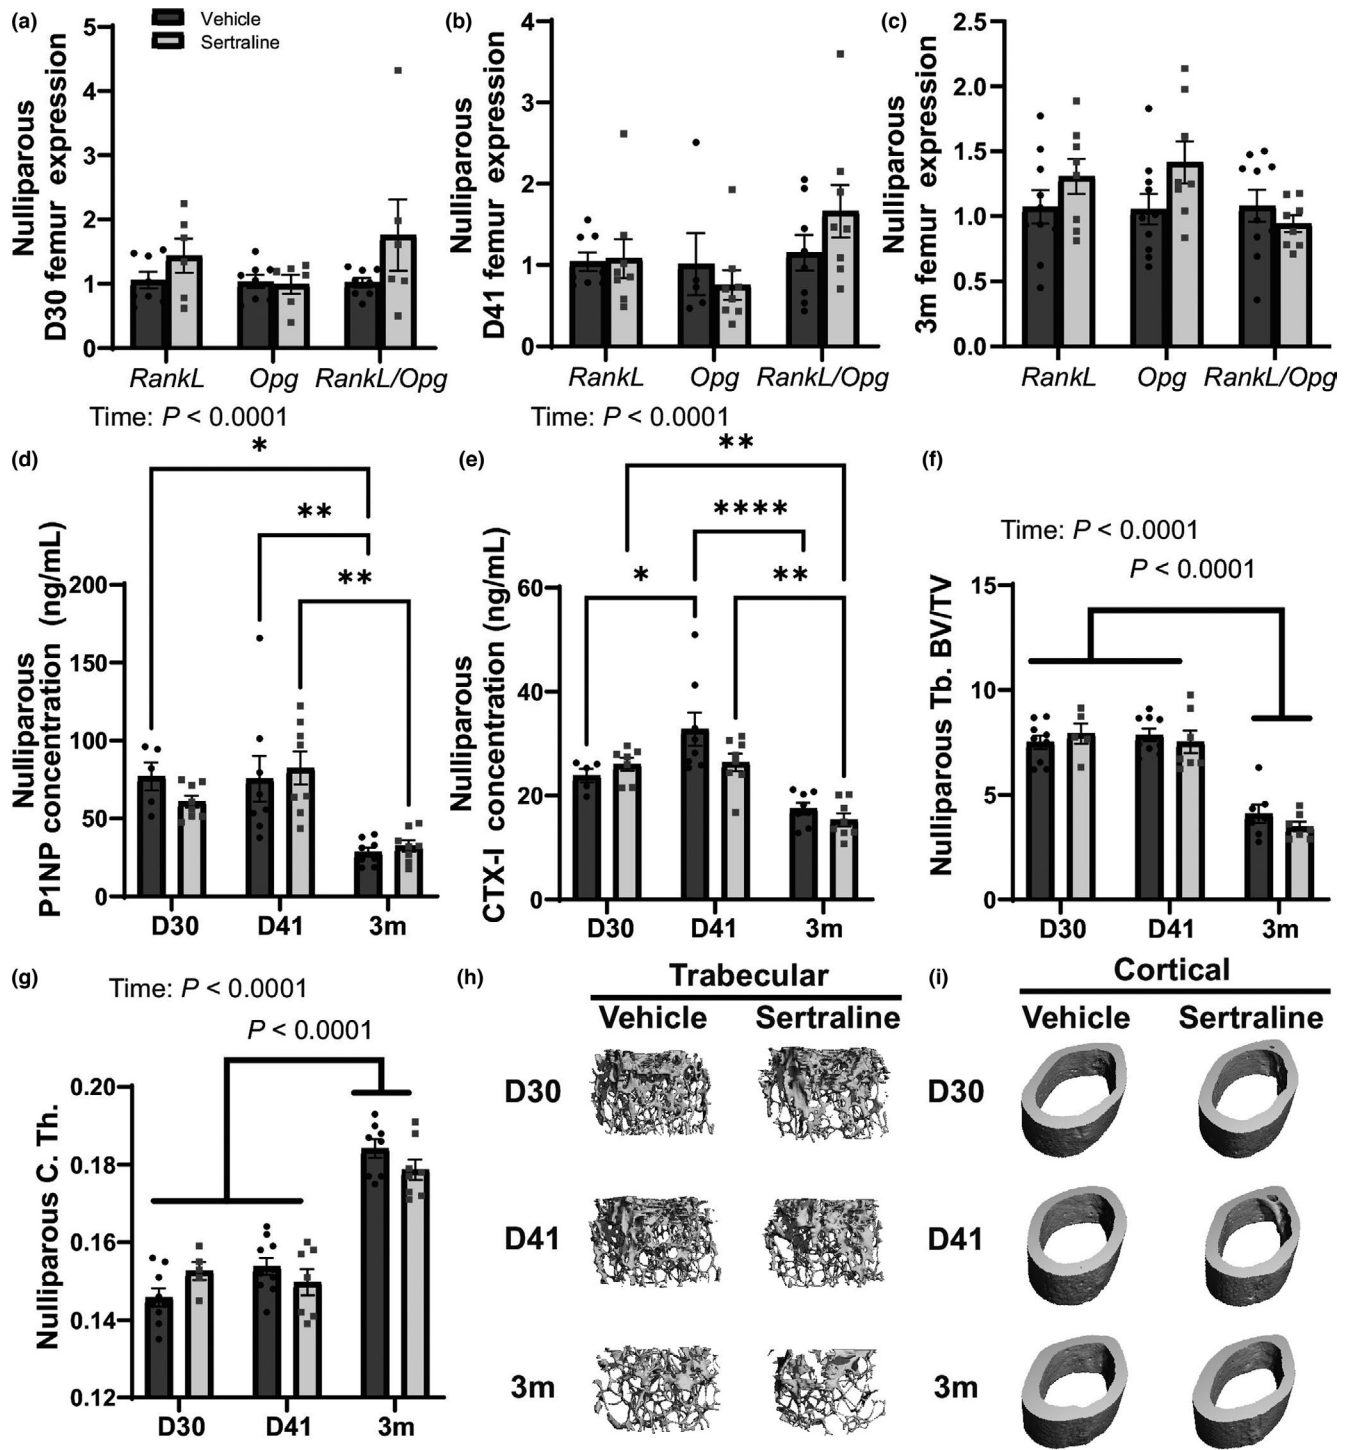 (a)
Vehicle
Sertraline
Nulliparous
D30 femur expression
5
4
3
2
1
0
RankL Opg RankL/Opg
(b)
Nulliparous
D41 femur expression
4
3
2
1
0
RankL Opg RankL/Opg
(c)
Nulliparous
3m femur expression
2.5
2.0
1.5
1.0
0.5
0.0
RankL Opg RankL/Opg
(d)
Time: P < 0.0001
*
**
**
Nulliparous
P1NP concentration (ng/mL)
200
150
100
50
0
D30 D41 3m
(e)
Time: P < 0.0001
**
****
* **
Nulliparous
CTX-I concentration (ng/mL)
60
40
20
0
D30 D41 3m
(f)
Time: P < 0.0001
P < 0.0001
Nulliparous Tb. BV/TV
15
10
5
0
D30 D41 3m
(g)
Time: P < 0.0001
P < 0.0001
Nulliparous C. Th.
0.20
0.18
0.16
0.14
0.12
D30 D41 3m
(h)
Trabecular
Vehicle Sertraline
D30
D41
3m
(i)
Cortical
Vehicle Sertraline
D30
D41
3m